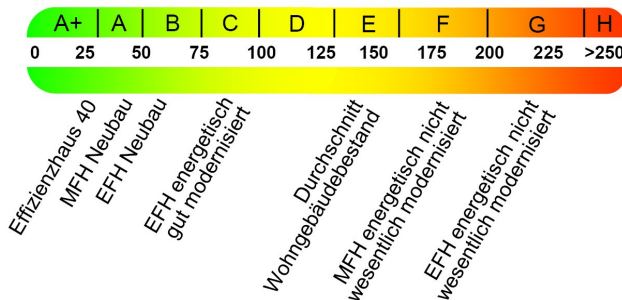 A+ A B C D E F G H
0 25 50 75 100 125 150 175 200 225 >250
Effizienzhaus 40
MFH Neubau
EFH Neubau
EFH energetisch
gut modernisiert
Durchschnitt
Wohngebäudebestand
MFH energetisch nicht
wesentlich modernisiert
EFH energetisch nicht
wesentlich modernisiert